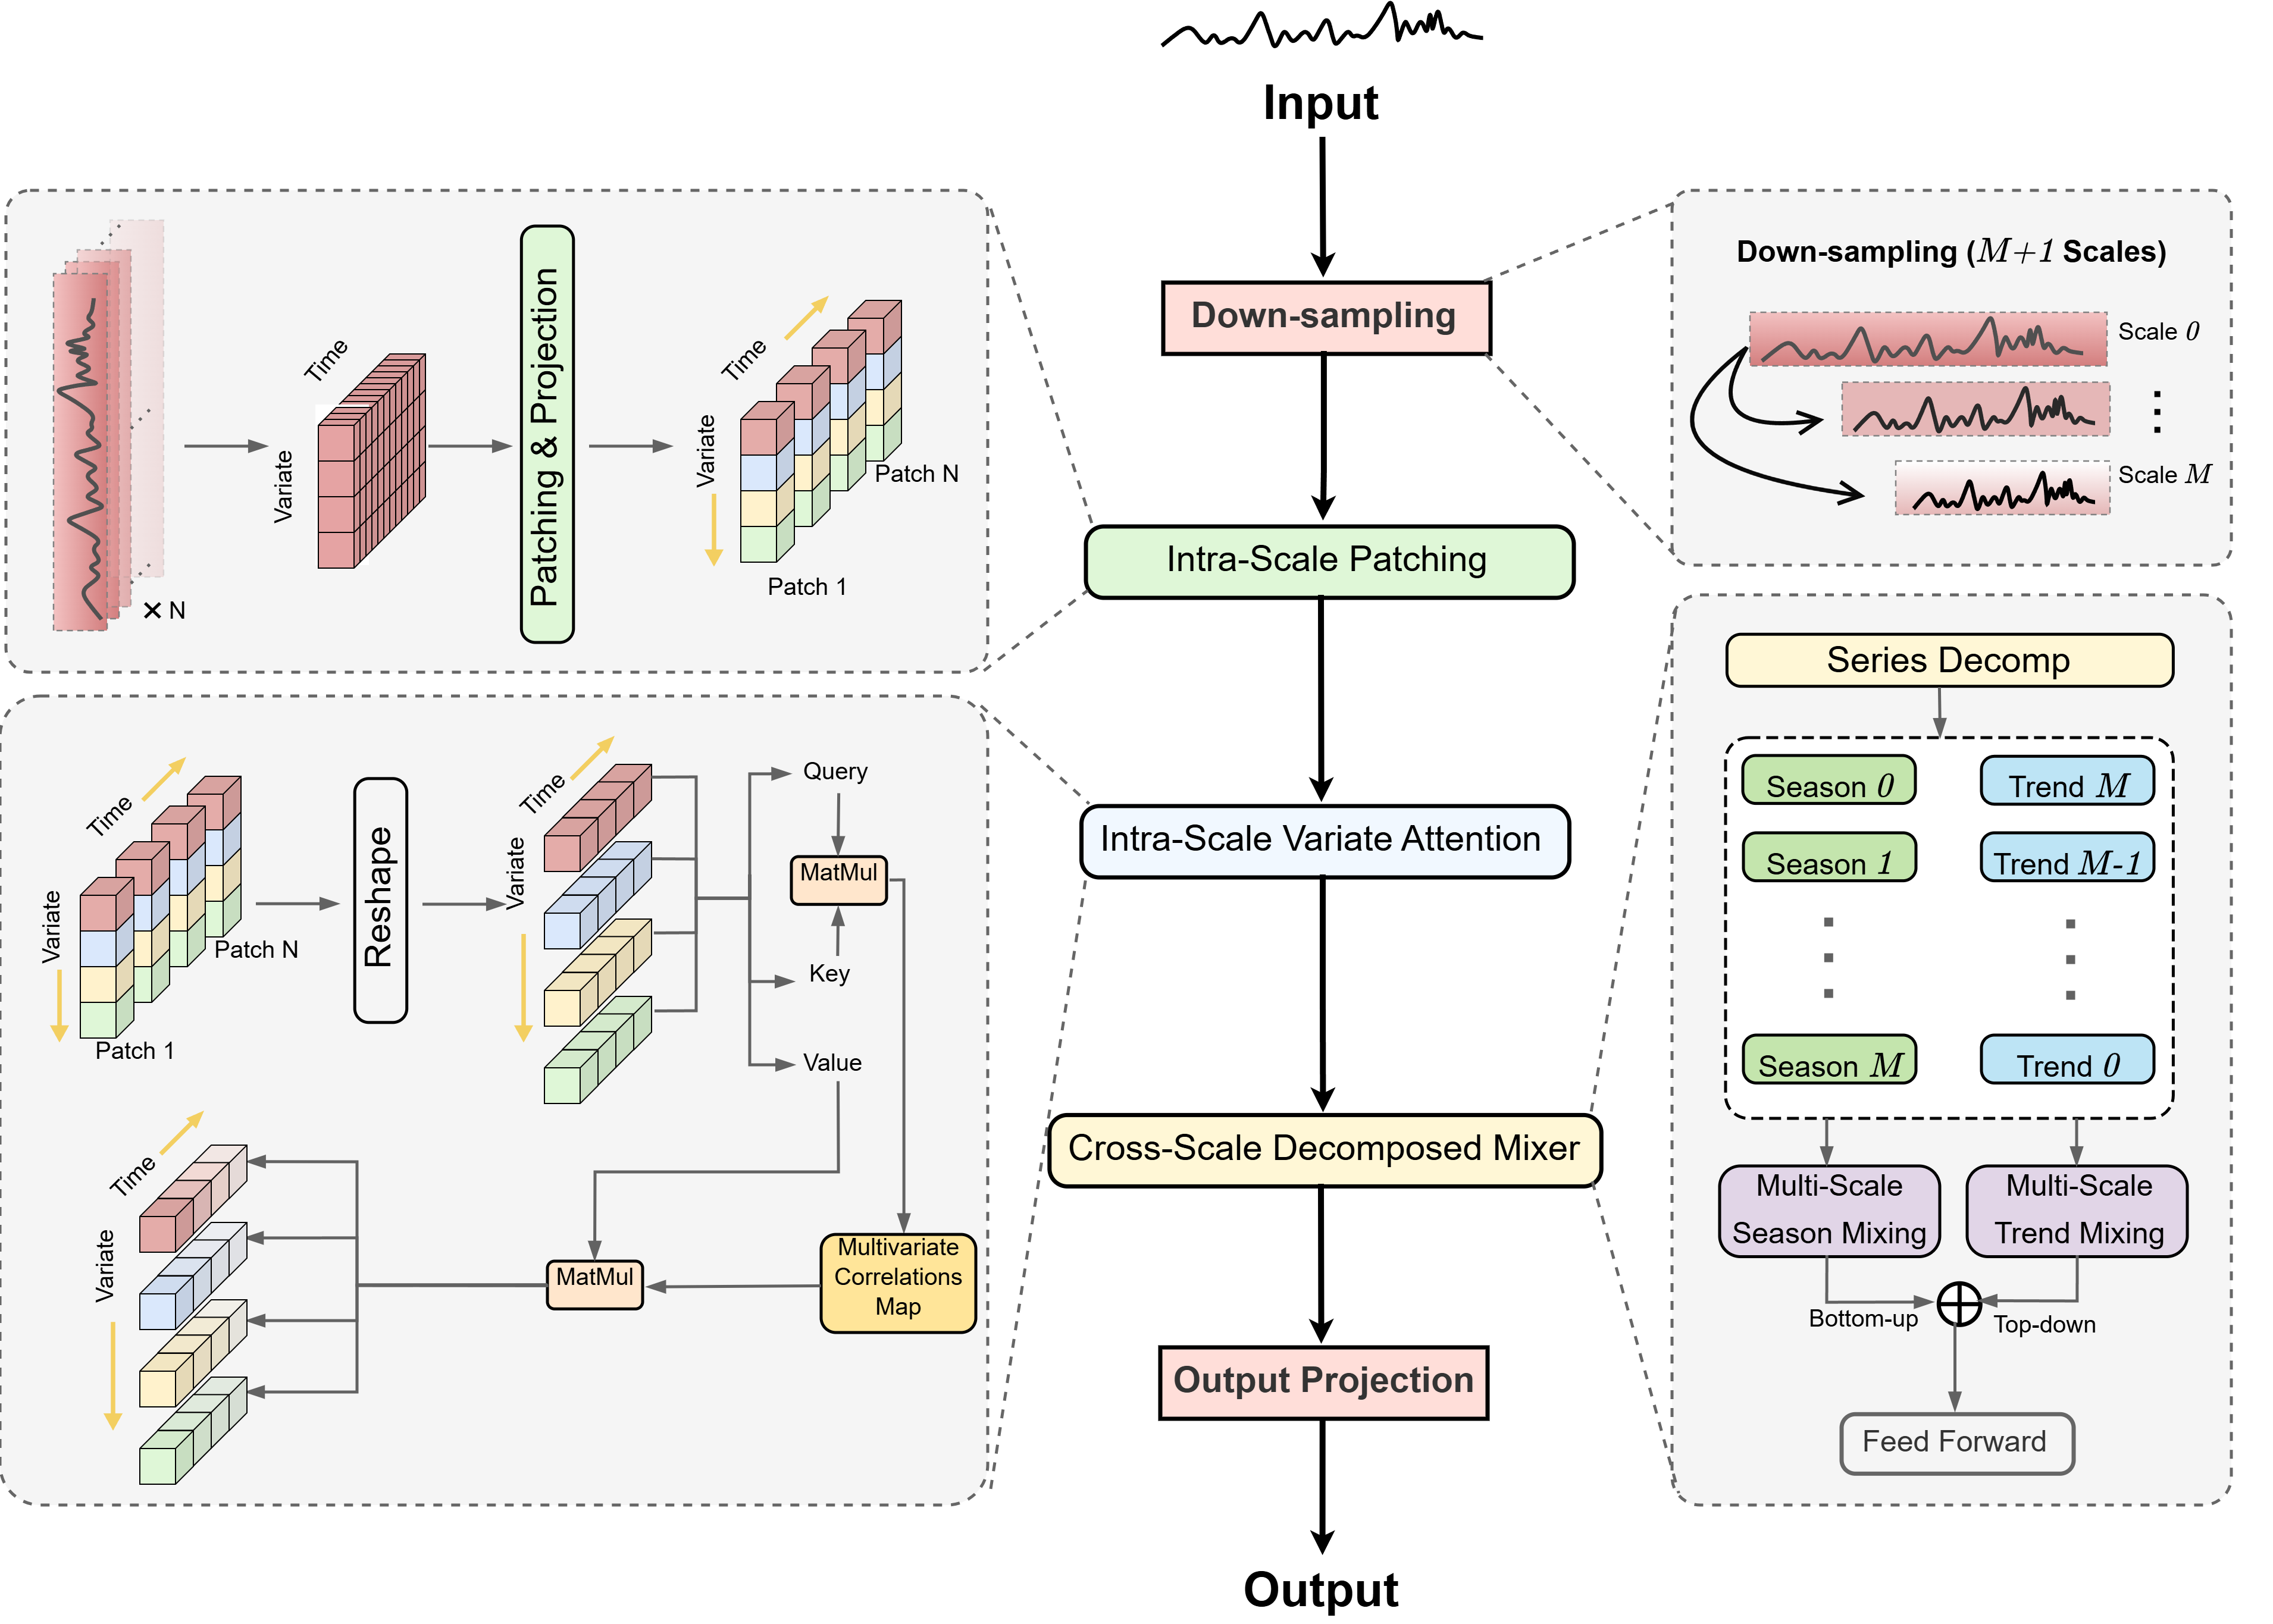 Input
Down-sampling
Intra-Scale Patching
Intra-Scale Variate Attention
Cross-Scale Decomposed Mixer
Output Projection
Output
Time
Variate
× N
Patching & Projection
Time
Variate
Patch N
Patch 1
Time
Variate
Patch N
Patch 1
Reshape
Time
Variate
Query
MatMul
Key
Value
Multivariate
Correlations
Map
MatMul
Time
Variate
Down-sampling (M+1 Scales)
Scale 0
Scale M
Series Decomp
Season 0
Trend M
Season 1
Trend M-1
Season M
Trend 0
Multi-Scale
Season Mixing
Multi-Scale
Trend Mixing
Bottom-up
Top-down
Feed Forward